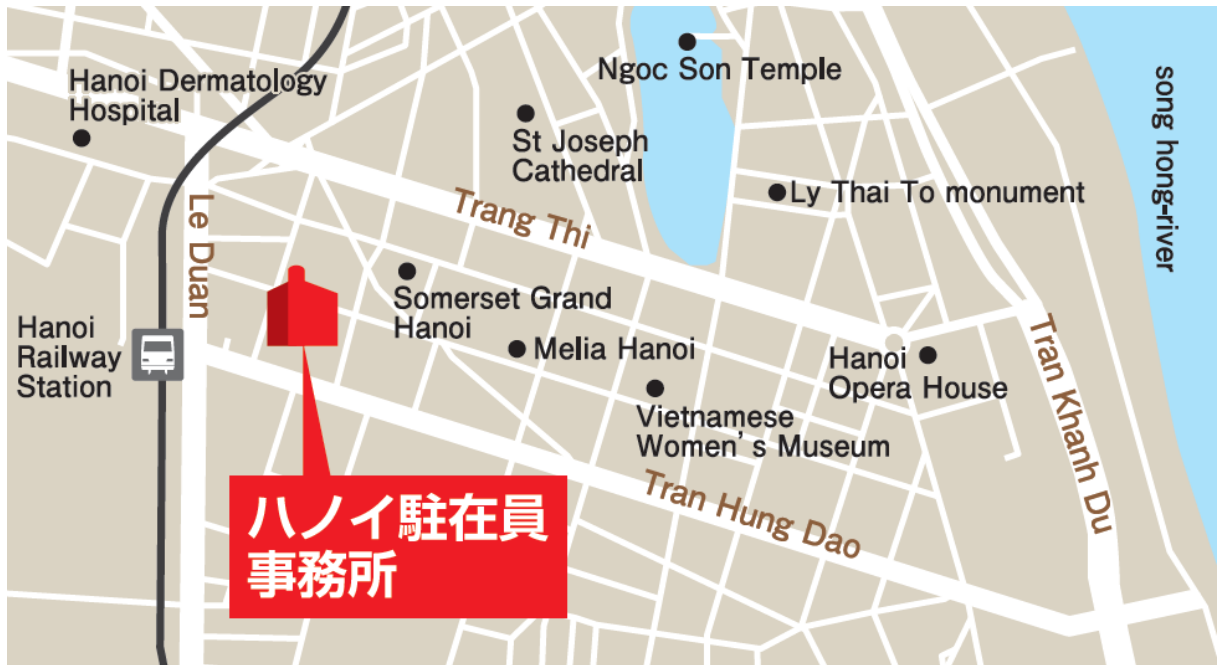 Hanoi Dermatology
Hospital
Ngoc Son Temple
St Joseph
Cathedral
song hong-river
Ly Thai To monument
Le Duan
Trang Thi
Somerset Grand
Hanoi
Hanoi
Railway
Station
Melia Hanoi
Hanoi
Opera House
Tran Khanh Du
Vietnamese
Women’s Museum
Tran Hung Dao
ハノイ駐在員
事務所